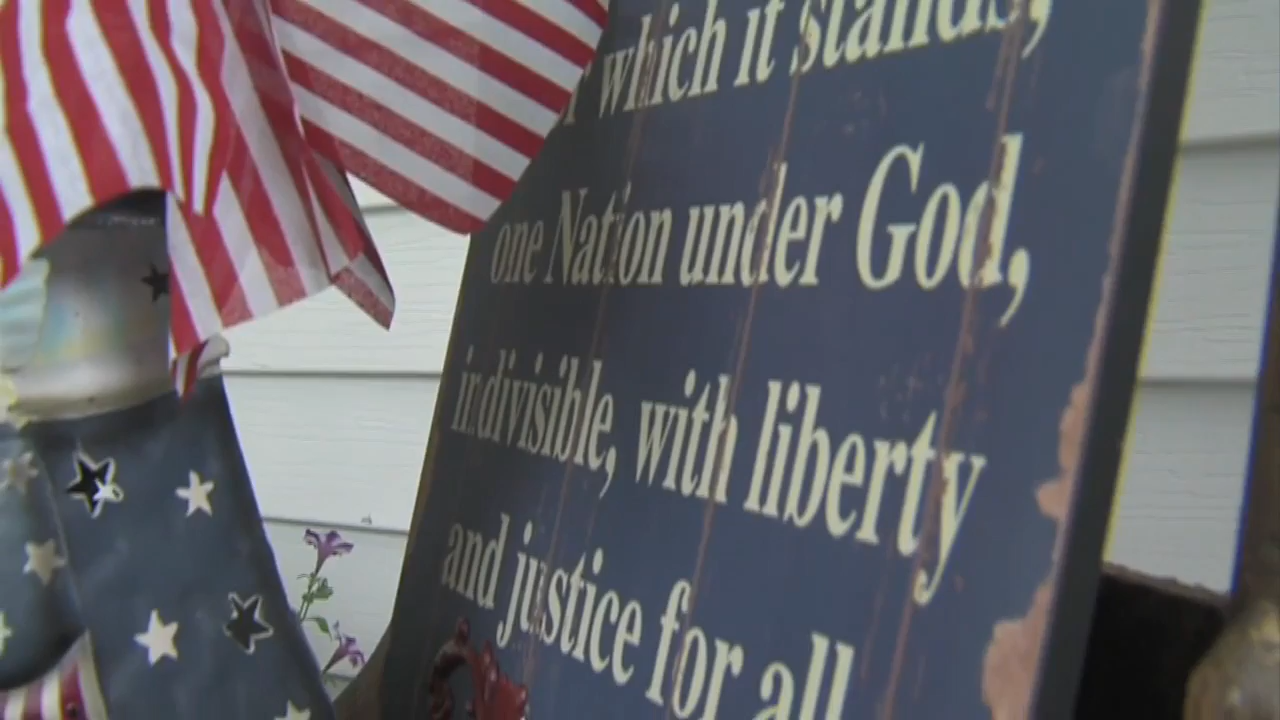 which it stands,
one Nation under God,
indivisible, with liberty
and justice for all